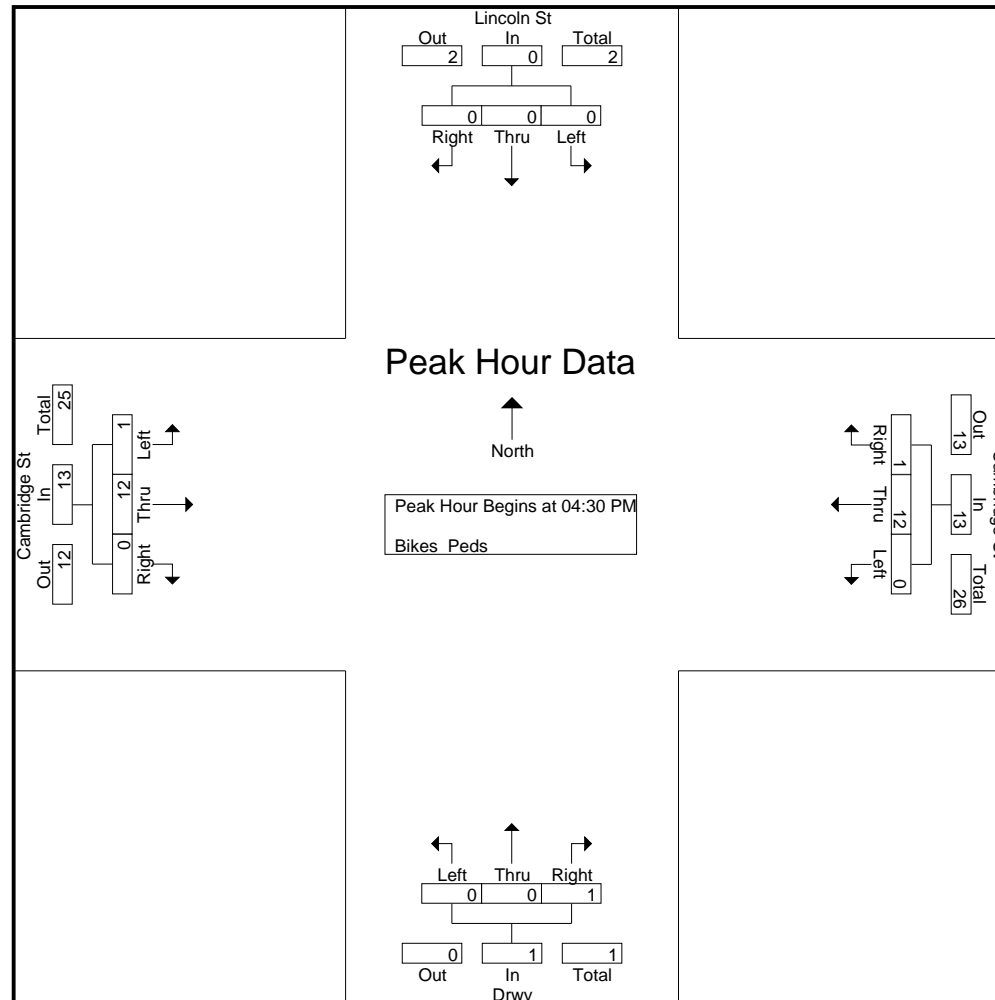 Lincoln St
Out In Total
2 0 2
0 0 0
Right Thru Left
Peak Hour Data
North
Peak Hour Begins at 04:30 PM
Bikes Peds
Cambridge St
Out In Total
12 13 25
0 12 1
Right Thru Left
Out In Total
13 13 26
1 12 0
Right Thru Left
Left Thru Right
0 0 1
0 1 1
Out In Total
Drwy